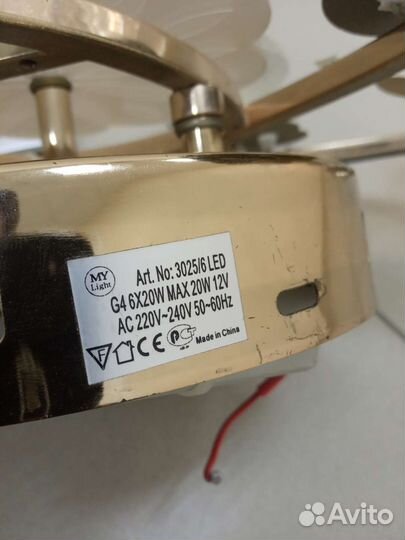 MY
Light
Art. No: 3025/6 LED
G4 6X20W MAX 20W 12V
AC 220V~240V 50~60Hz
F CE PC Made in China
Avito